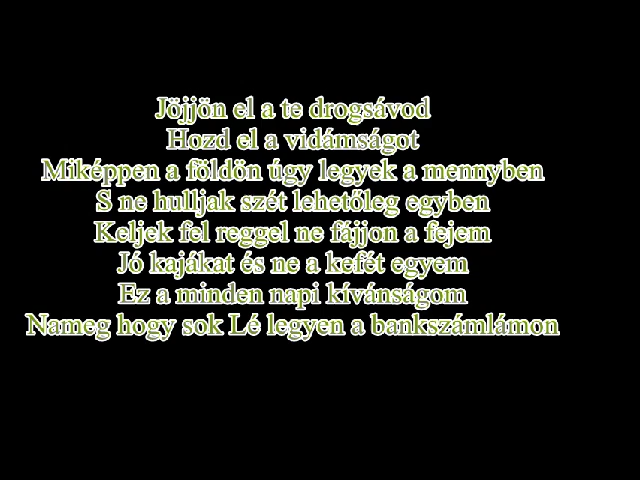 Jöjjön el a te drogsávod
Hozd el a vidámságot
Miképpen a földön úgy legyek a mennyben
S ne hulljak szét lehetőleg egyben
Keljek fel reggel ne fájjon a fejem
Jó kajákat és ne a kefét egyem
Ez a minden napi kívánságom
Nameg hogy sok Lé legyen a bankszámlámon